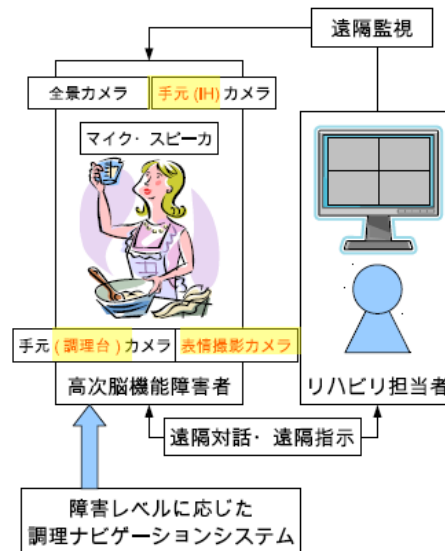 遠隔監視
全景カメラ
手元 (IH) カメラ
マイク・スピーカ
手元 ( 調理台 ) カメラ
表情撮影カメラ
高次脳機能障害者
リハビリ担当者
遠隔対話・遠隔指示
障害レベルに応じた
調理ナビゲーションシステム